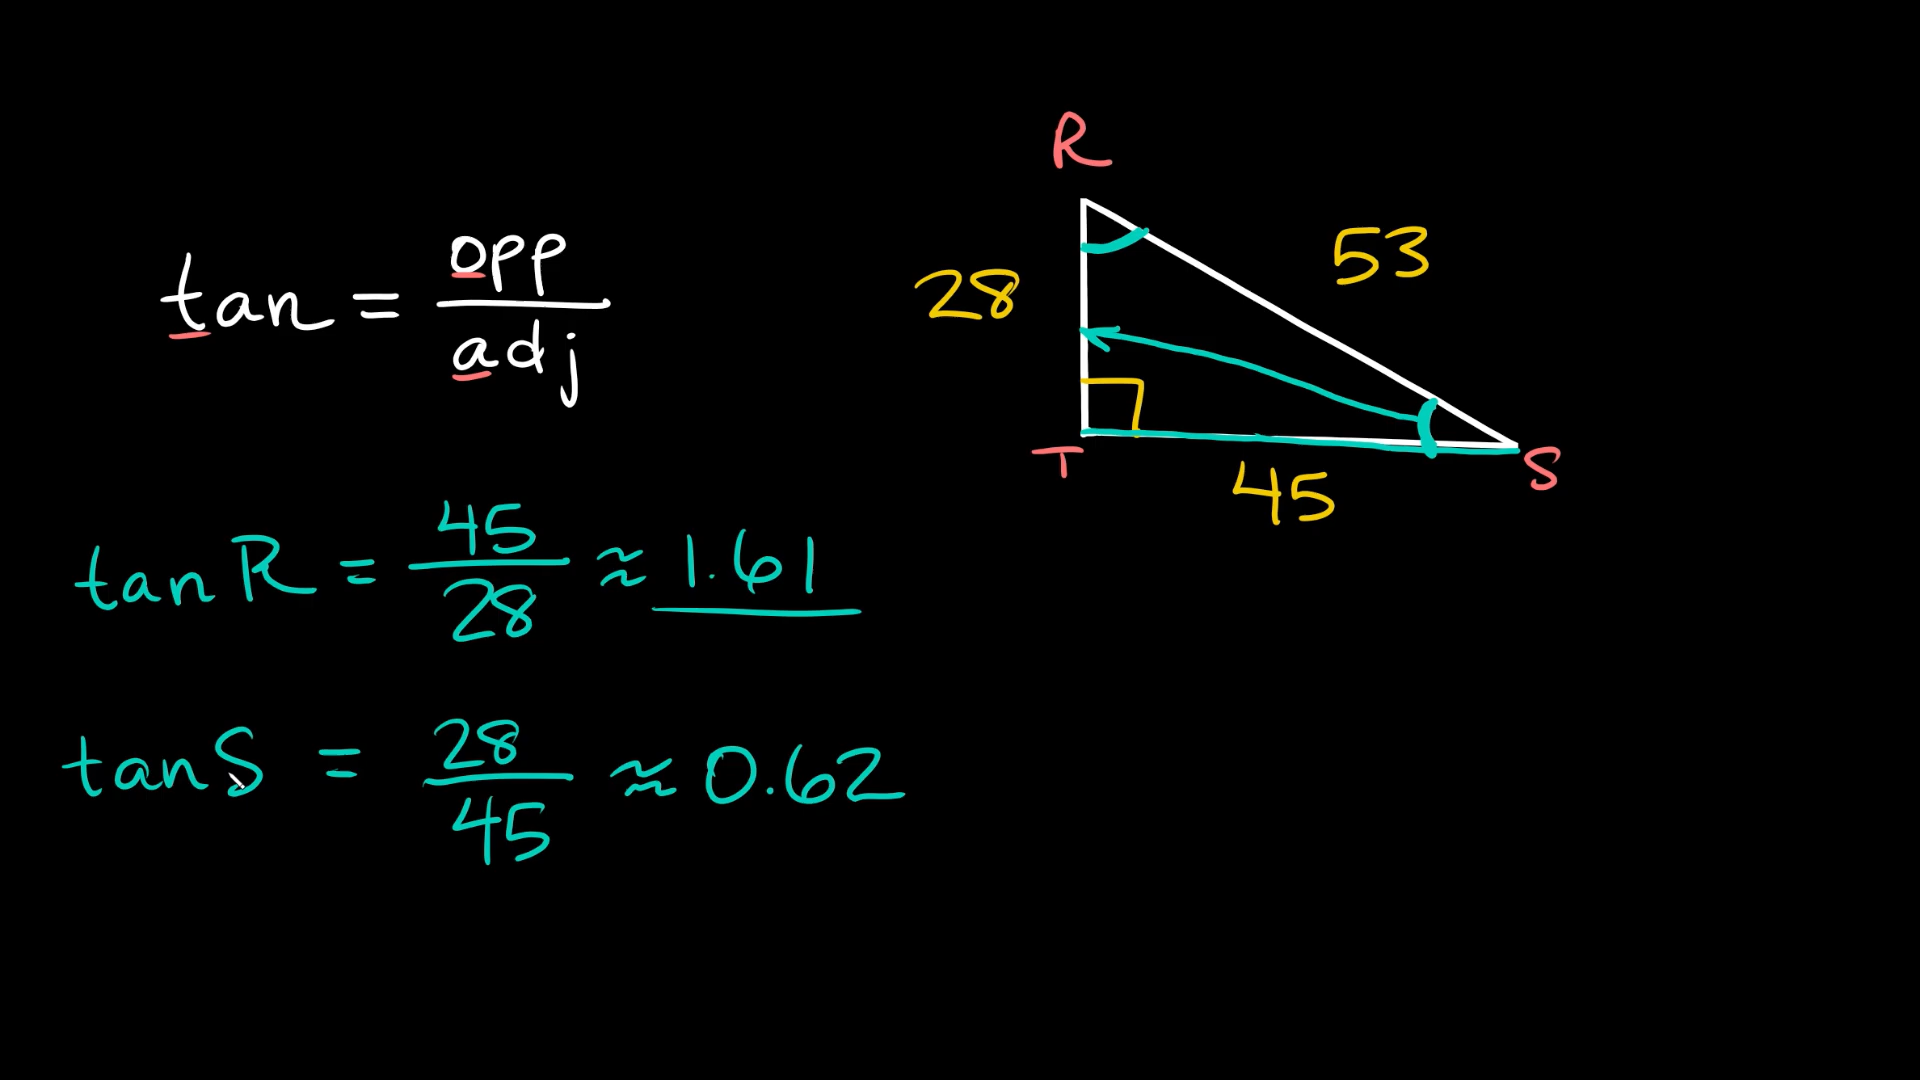 tan = opp/adj
R
28
53
T
45
S
tan R = 45/28 ≈ 1.61
tan S = 28/45 ≈ 0.62